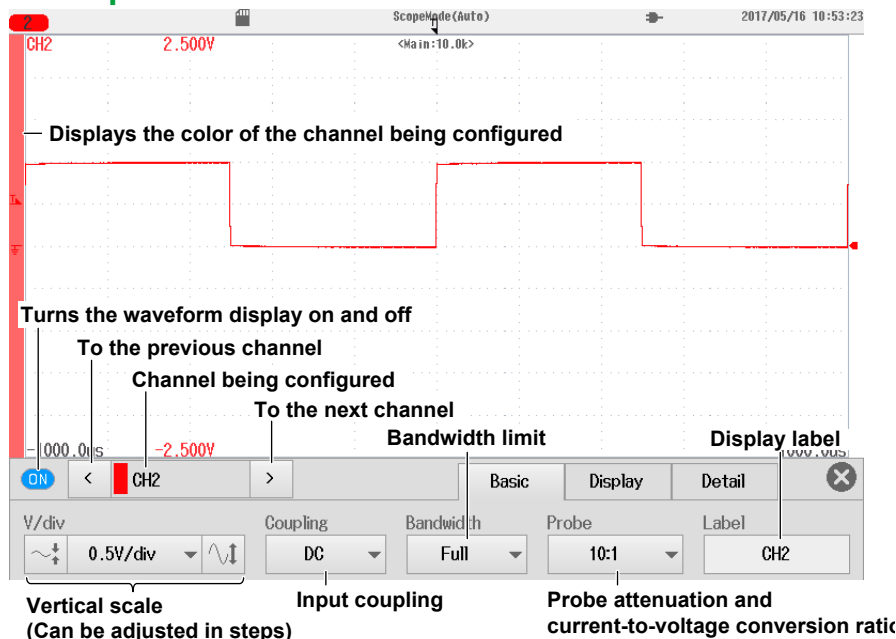 2 ScopeMode(Auto) 2017/05/16 10:53:23
CH2 2.500V <Main:10.0k>
Displays the color of the channel being configured
T
Turns the waveform display on and off
To the previous channel
Channel being configured
To the next channel
Bandwidth limit
Display label
-1000.0us -2.500V 1000.0us
ON < CH2 > Basic Display Detail
V/div Coupling Bandwidth Probe Label
0.5V/div DC Full 10:1 CH2
Vertical scale
(Can be adjusted in steps)
Input coupling
Probe attenuation and
current-to-voltage conversion ratio